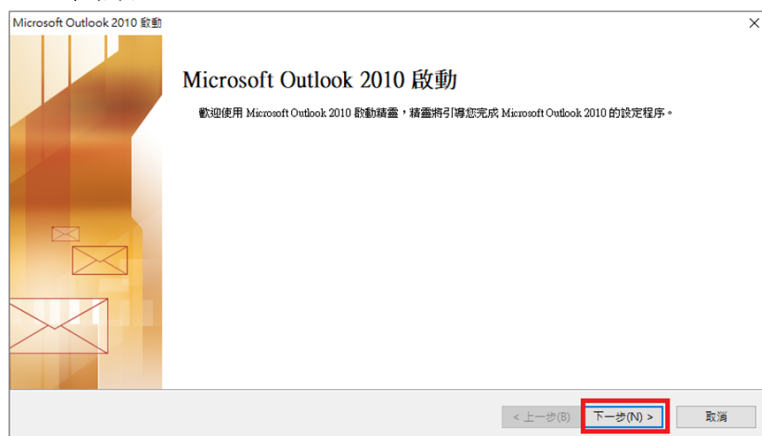 Microsoft Outlook 2010 啟動
Microsoft Outlook 2010 啟動
歡迎使用 Microsoft Outlook 2010 啟動精靈，精靈將引導您完成 Microsoft Outlook 2010 的設定程序。
< 上一步(B) 下一步(N) > 取消